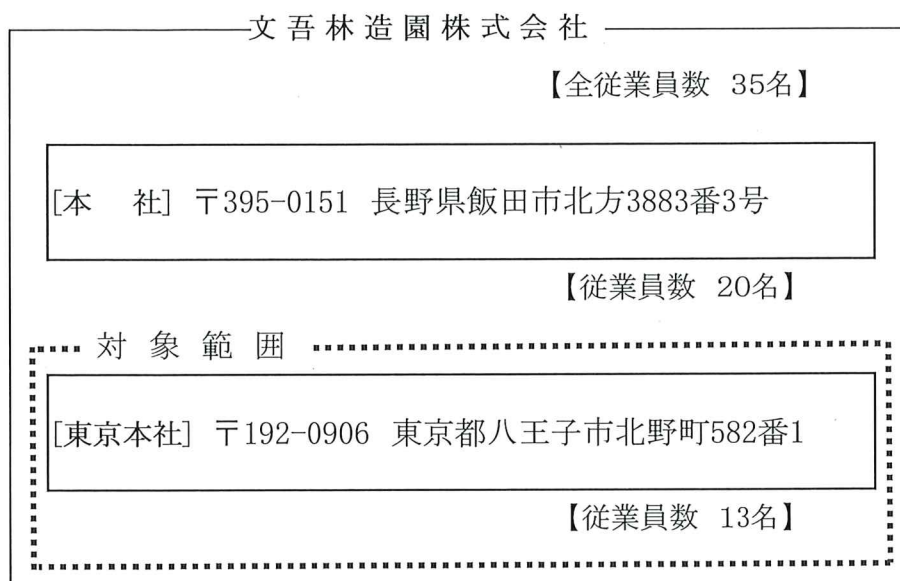 文吾林造園株式会社
【全従業員数 35名】
[本 社] 〒395-0151 長野県飯田市北方3883番3号
【従業員数 20名】
対象範囲
[東京本社] 〒192-0906 東京都八王子市北野町582番1
【従業員数 13名】